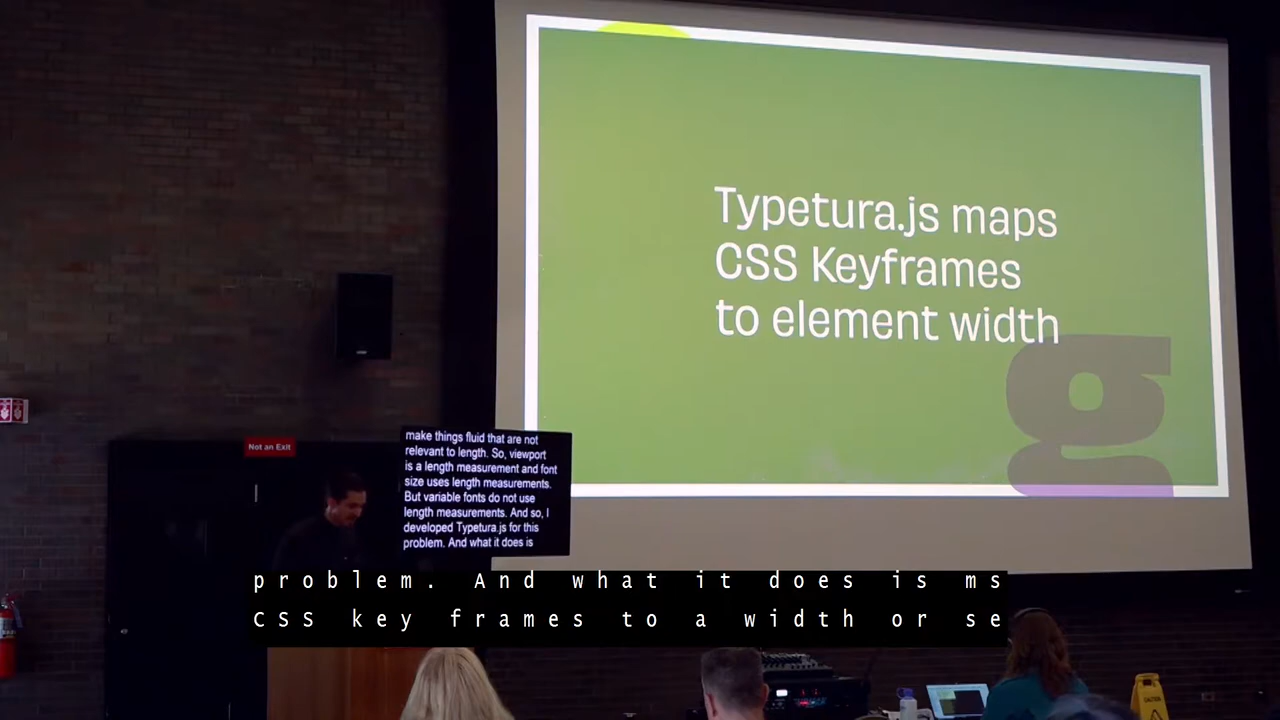 Typetura.js maps
CSS Keyframes
to element width
g
Not an Exit
make things fluid that are not
relevant to length. So, viewport
is a length measurement and font
size uses length measurements.
But variable fonts do not use
length measurements. And so, I
developed Typetura.js for this
problem. And what it does is
problem. And what it does is ms
CSS key frames to a width or se
CAUTION